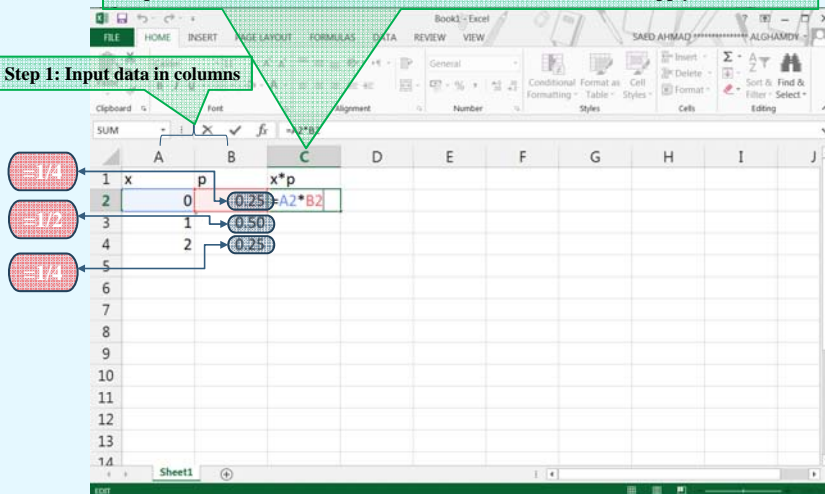 Book1 - Excel
FILE HOME INSERT PAGE LAYOUT FORMULAS DATA REVIEW VIEW SAED AHMAD ALGHAMDY
Step 1: Input data in columns
General
Insert
Delete
Format
Conditional Formatting
Format as Table
Cell Styles
Sort & Filter
Find & Select
Clipboard Font Alignment Number Styles Cells Editing
SUM fx =A2*B2
A B C D E F G H I J
1 x p x*p
=1/4
2 0 0.25 =A2*B2
=1/2
3 1 0.50
4 2 0.25
=1/4
5
6
7
8
9
10
11
12
13
14
Sheet1
EDIT